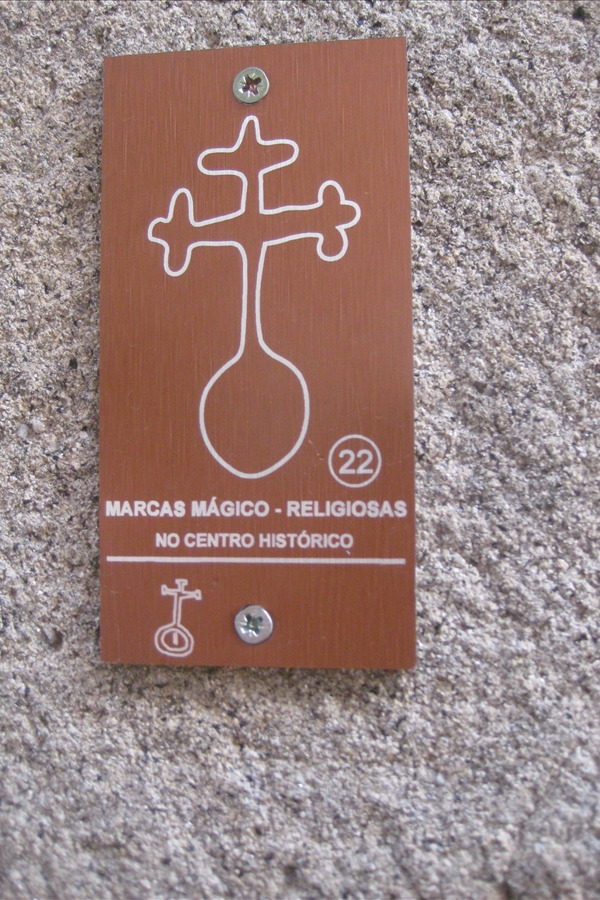 22
MARCAS MÁGICO - RELIGIOSAS
NO CENTRO HISTÓRICO